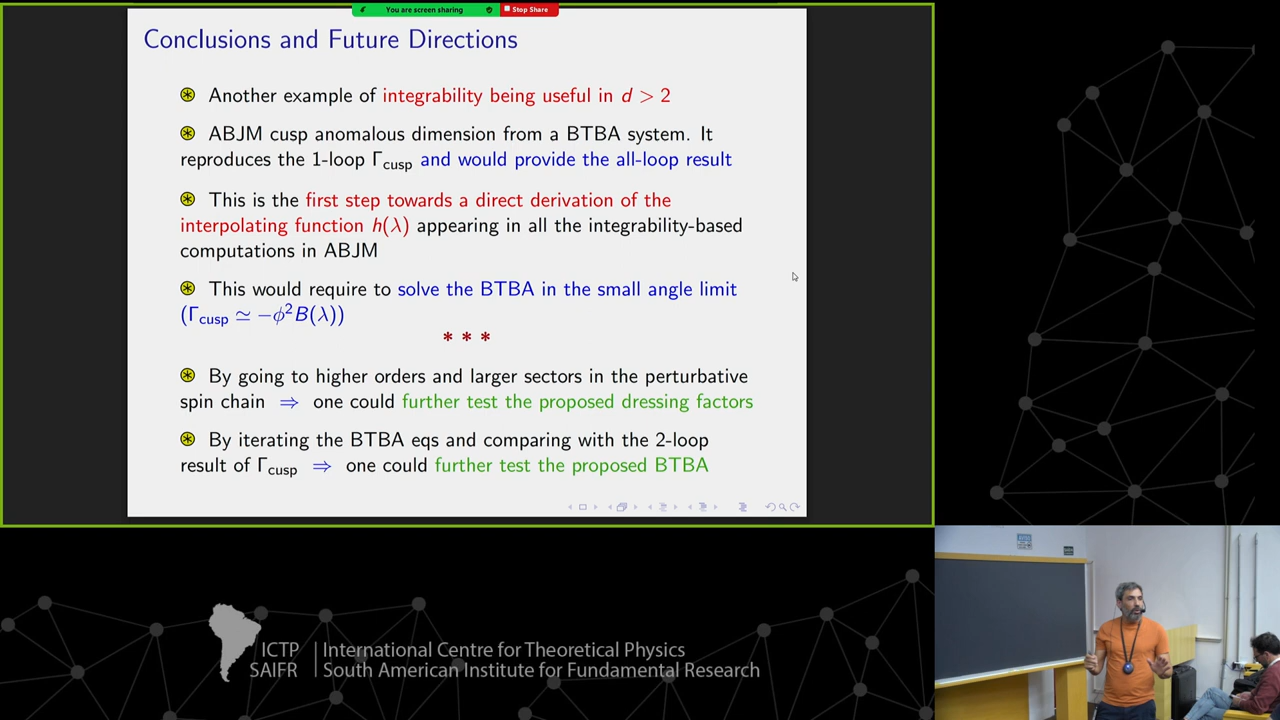 You are screen sharing
Stop Share
Conclusions and Future Directions
Another example of integrability being useful in d > 2
ABJM cusp anomalous dimension from a BTBA system. It
reproduces the 1-loop Γcusp and would provide the all-loop result
This is the first step towards a direct derivation of the
interpolating function h(λ) appearing in all the integrability-based
computations in ABJM
This would require to solve the BTBA in the small angle limit
(Γcusp ≃ −ϕ²B(λ))
* * *
By going to higher orders and larger sectors in the perturbative
spin chain ⇒ one could further test the proposed dressing factors
By iterating the BTBA eqs and comparing with the 2-loop
result of Γcusp ⇒ one could further test the proposed BTBA
ICTP | International Centre for Theoretical Physics
SAIFR | South American Institute for Fundamental Research